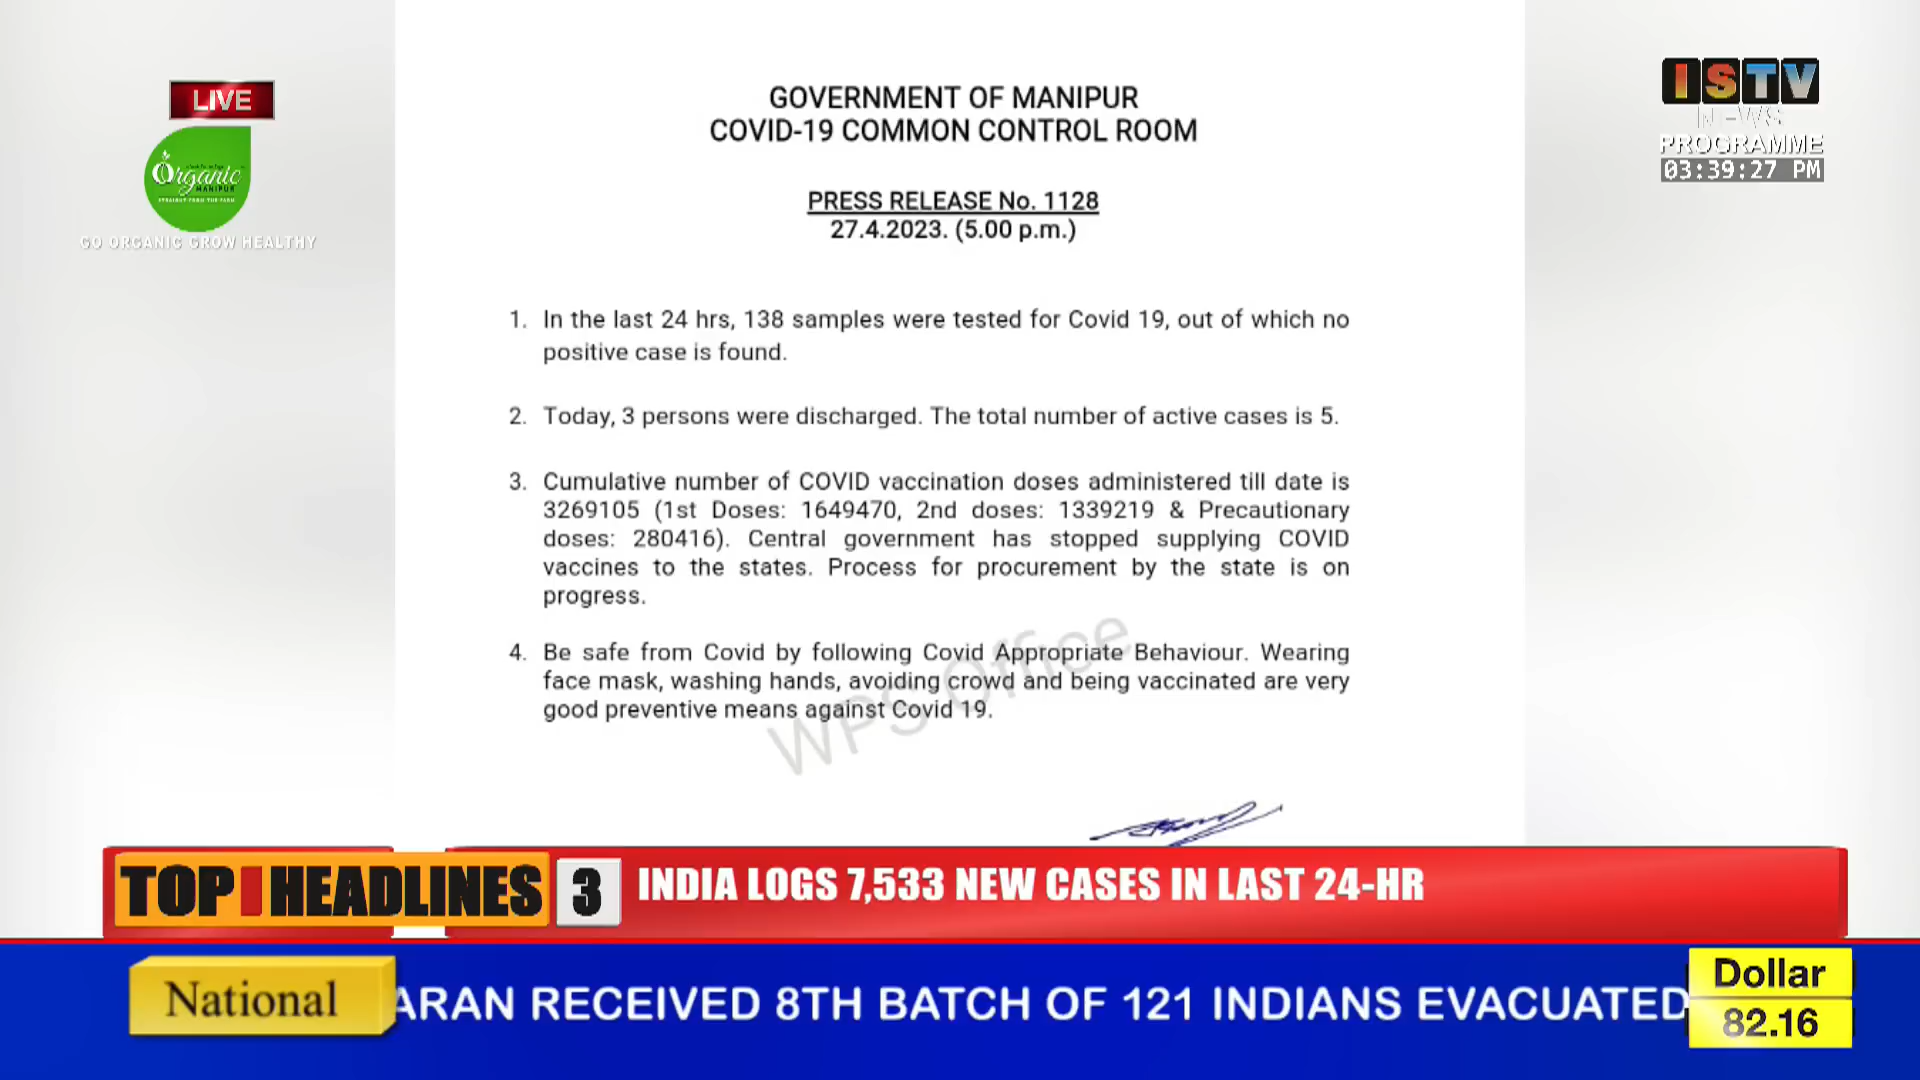 LIVE
Organic
MANIPUR
STRAIGHT FROM THE FARM
GO ORGANIC GROW HEALTHY
ISTV
NEWS
PROGRAMME
03:39:27 PM
GOVERNMENT OF MANIPUR
COVID-19 COMMON CONTROL ROOM
PRESS RELEASE No. 1128
27.4.2023. (5.00 p.m.)
1. In the last 24 hrs, 138 samples were tested for Covid 19, out of which no
positive case is found.
2. Today, 3 persons were discharged. The total number of active cases is 5.
3. Cumulative number of COVID vaccination doses administered till date is
3269105 (1st Doses: 1649470, 2nd doses: 1339219 & Precautionary
doses: 280416). Central government has stopped supplying COVID
vaccines to the states. Process for procurement by the state is on
progress.
4. Be safe from Covid by following Covid Appropriate Behaviour. Wearing
face mask, washing hands, avoiding crowd and being vaccinated are very
good preventive means against Covid 19.
WPS Office
TOP HEADLINES 3 INDIA LOGS 7,533 NEW CASES IN LAST 24-HR
National ARAN RECEIVED 8TH BATCH OF 121 INDIANS EVACUATED
Dollar
82.16